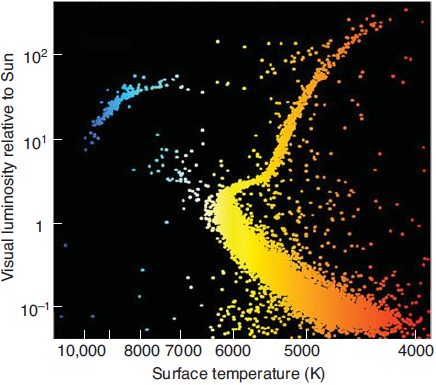 Visual luminosity relative to Sun
10²
10¹
1
10⁻¹
10,000 8000 7000 6000 5000 4000
Surface temperature (K)